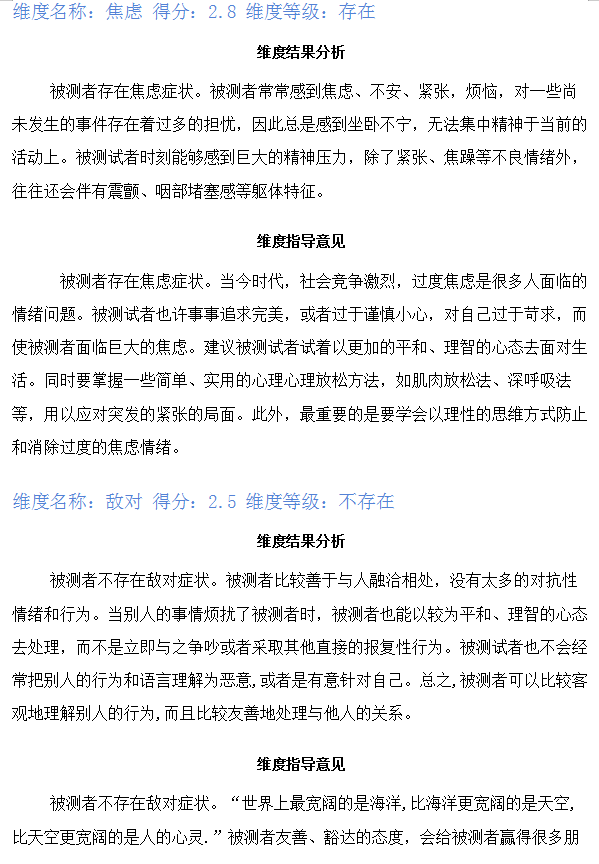 维度名称：焦虑 得分：2.8 维度等级：存在
维度结果分析
被测者存在焦虑症状。被测者常常感到焦虑、不安、紧张，烦恼，对一些尚
未发生的事件存在着过多的担忧，因此总是感到坐卧不宁，无法集中精神于当前的
活动上。被测试者时刻能够感到巨大的精神压力，除了紧张、焦躁等不良情绪外，
往往还会伴有震颤、咽部堵塞感等躯体特征。
维度指导意见
被测者存在焦虑症状。当今时代，社会竞争激烈，过度焦虑是很多人面临的
情绪问题。被测试者也许事事追求完美，或者过于谨慎小心，对自己过于苛求，而
使被测者面临巨大的焦虑。建议被测试者试着以更加的平和、理智的心态去面对生
活。同时要掌握一些简单、实用的心理心理放松方法，如肌肉放松法、深呼吸法
等，用以应对突发的紧张的局面。此外，最重要的是要学会以理性的思维方式防止
和消除过度的焦虑情绪。
维度名称：敌对 得分：2.5 维度等级：不存在
维度结果分析
被测者不存在敌对症状。被测者比较善于与人融洽相处，没有太多的对抗性
情绪和行为。当别人的事情烦扰了被测者时，被测者也能以较为平和、理智的心态
去处理，而不是立即与之争吵或者采取其他直接的报复性行为。被测试者也不会经
常把别人的行为和语言理解为恶意,或者是有意针对自己。总之,被测者可以比较客
观地理解别人的行为,而且比较友善地处理与他人的关系。
维度指导意见
被测者不存在敌对症状。“世界上最宽阔的是海洋,比海洋更宽阔的是天空,
比天空更宽阔的是人的心灵.”被测者友善、豁达的态度，会给被测者赢得很多朋